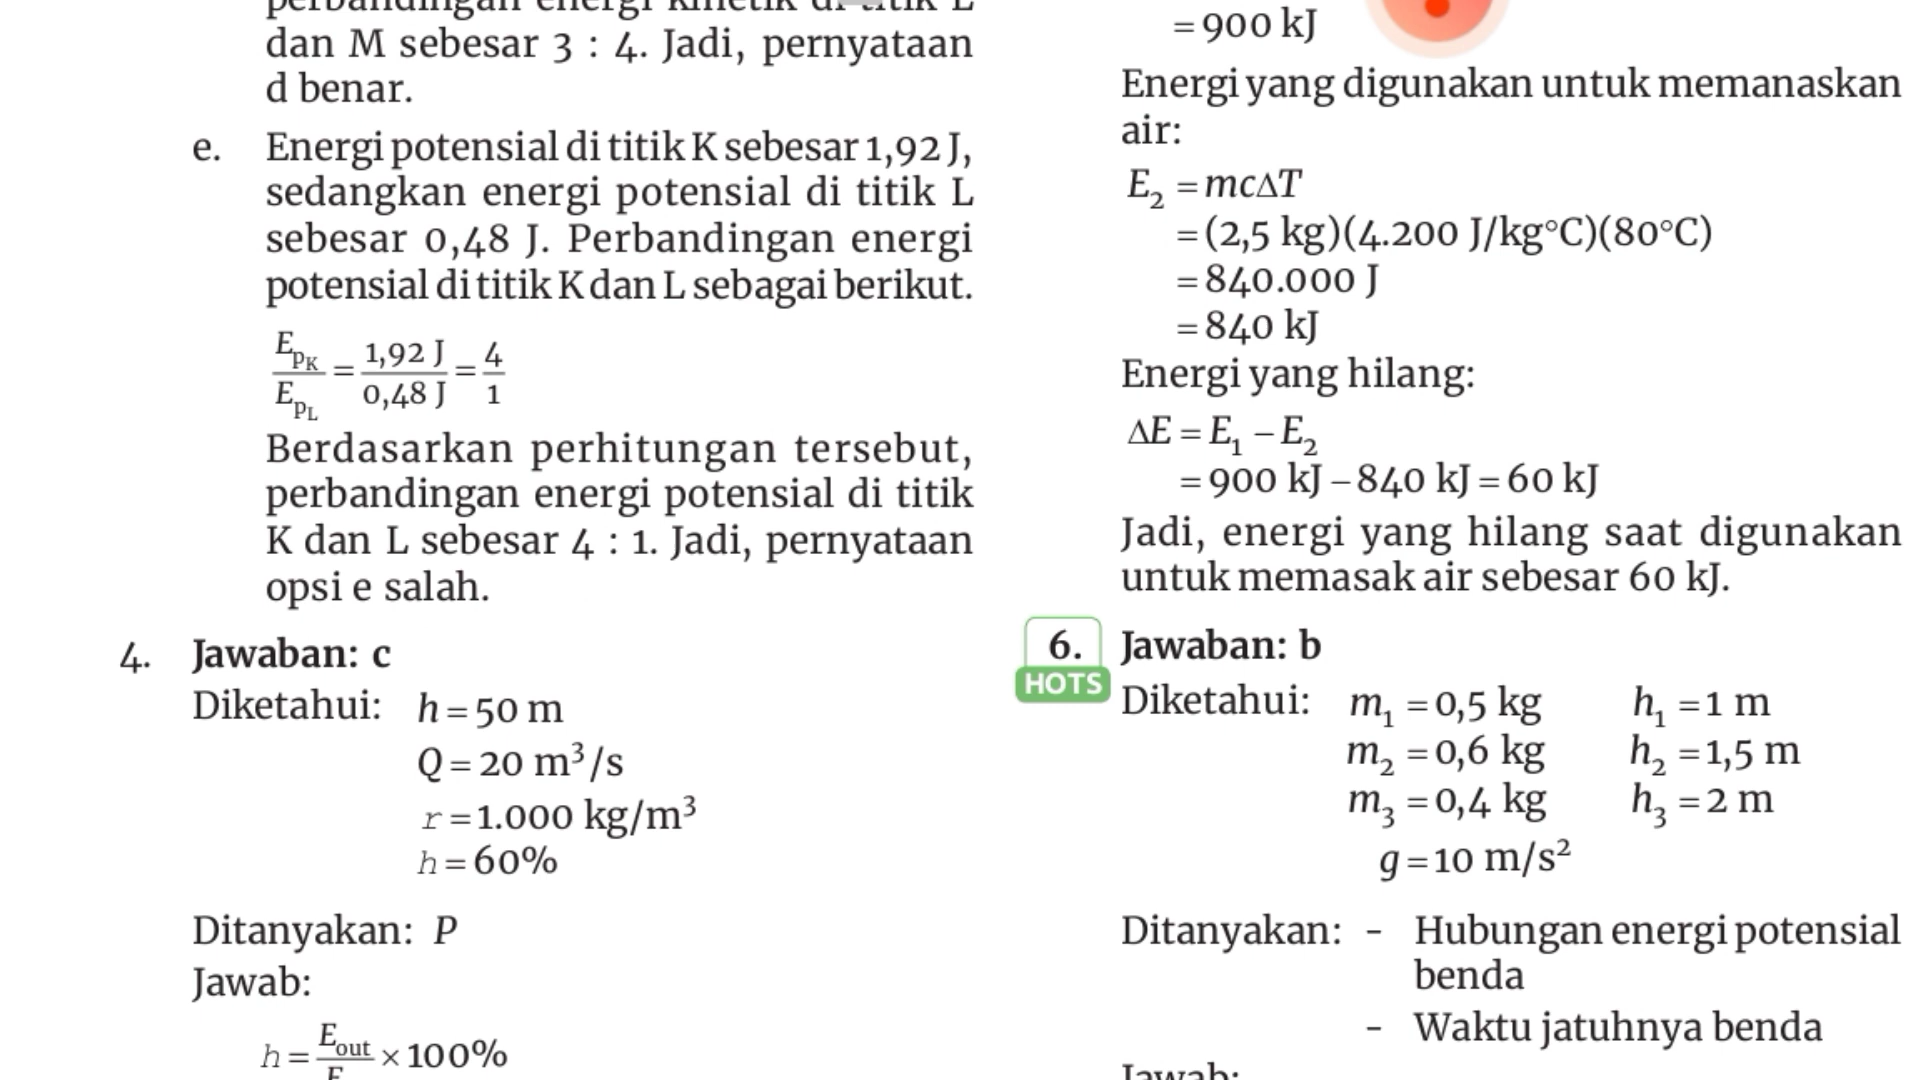 perbandingan energi kinetik di titik L
dan M sebesar 3 : 4. Jadi, pernyataan
d benar.
e. Energi potensial di titik K sebesar 1,92 J,
sedangkan energi potensial di titik L
sebesar 0,48 J. Perbandingan energi
potensial di titik K dan L sebagai berikut.
E_pK / E_pL = 1,92 J / 0,48 J = 4/1
Berdasarkan perhitungan tersebut,
perbandingan energi potensial di titik
K dan L sebesar 4 : 1. Jadi, pernyataan
opsi e salah.
4. Jawaban: c
Diketahui: h = 50 m
Q = 20 m³/s
r = 1.000 kg/m³
h = 60%
Ditanyakan: P
Jawab:
h = E_out / E × 100%
= 900 kJ
Energi yang digunakan untuk memanaskan
air:
E₂ = mcΔT
= (2,5 kg)(4.200 J/kg°C)(80°C)
= 840.000 J
= 840 kJ
Energi yang hilang:
ΔE = E₁ – E₂
= 900 kJ – 840 kJ = 60 kJ
Jadi, energi yang hilang saat digunakan
untuk memasak air sebesar 60 kJ.
6. Jawaban: b
HOTS
Diketahui: m₁ = 0,5 kg h₁ = 1 m
m₂ = 0,6 kg h₂ = 1,5 m
m₃ = 0,4 kg h₃ = 2 m
g = 10 m/s²
Ditanyakan: - Hubungan energi potensial
benda
- Waktu jatuhnya benda
Jawab: